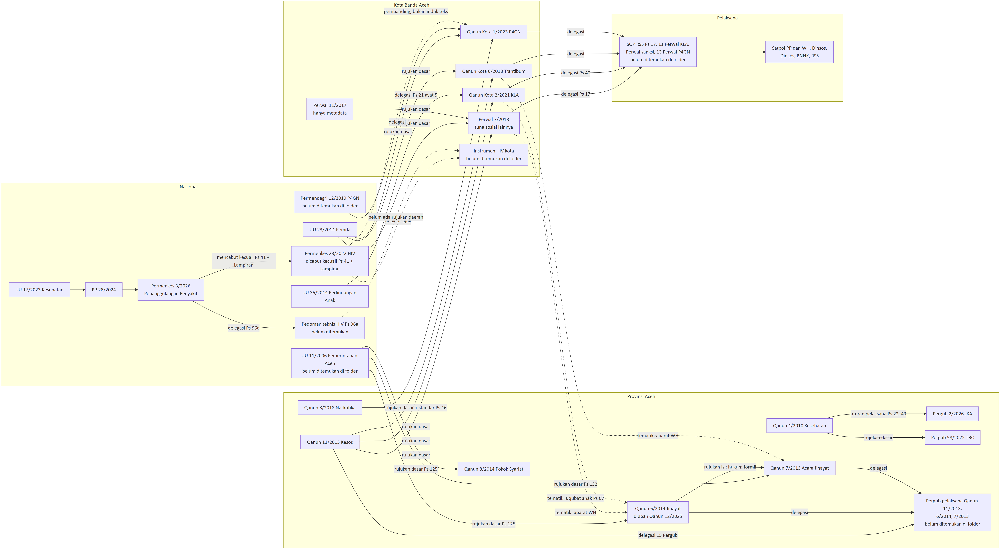 Kota Banda Aceh
pembanding, bukan induk teks
Qanun Kota 1/2023 P4GN
rujukan dasar
Qanun Kota 6/2018 Trantibum
delegasi Ps 21 ayat 5
Qanun Kota 2/2021 KLA
Perwal 11/2017
hanya metadata
rujukan dasar
Perwal 7/2018
tuna sosial lainnya
delegasi
jukan dasar
rujukan dasar
Instrumen HIV kota
belum ditemukan di folder
delegasi
delegasi
delegasi Ps 40
delegasi Ps 17
Pelaksana
SOP RSS Ps 17, 11 Perwal KLA,
Perwal sanksi, 13 Perwal P4GN
belum ditemukan di folder
Satpol PP dan WH, Dinsos,
Dinkes, BNNK, RSS
Nasional
Permendagri 12/2019 P4GN
belum ditemukan di folder
belum ada rujukan daerah
tidak dirujuk
UU 23/2014 Pemda
mencabut kecuali Ps 41 +
Lampiran
Permenkes 23/2022 HIV
dicabut kecuali Ps 41 +
Lampiran
UU 17/2023 Kesehatan
PP 28/2024
Permenkes 3/2026
Penanggulangan Penyakit
UU 35/2014 Perlindungan
Anak
delegasi Ps 96a
Pedoman teknis HIV Ps 96a
belum ditemukan
UU 11/2006 Pemerintahan
Aceh
belum ditemukan di folder
Provinsi Aceh
Qanun 8/2018 Narkotika
rujukan dasar + standar Ps 46
rujukan dasar
Qanun 11/2013 Kesos
rujukan dasar
rujukan dasar
rujukan dasar Ps 125
Qanun 8/2014 Pokok Syariat
tematik: aparat WH
Qanun 4/2010 Kesehatan
aturan pelaksana Ps 22, 43
Pergub 2/2026 JKA
rujukan dasar
Pergub 58/2022 TBC
rujukan isi: hukum formil
Qanun 7/2013 Acara Jinayat
delegasi
rujukan dasar Ps 132
tematik: uqubat anak Ps 67
tematik: aparat WH
rujukan dasar Ps 125
Qanun 6/2014 Jinayat
diubah Qanun 12/2025
delegasi
Pergub pelaksana Qanun
11/2013,
6/2014, 7/2013
belum ditemukan di folder
delegasi 15 Pergub